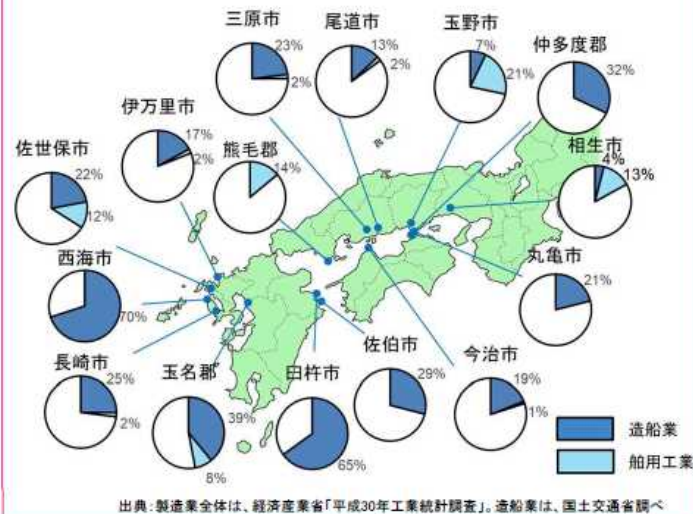 三原市
23%
2%
尾道市
13%
2%
玉野市
7%
21%
仲多度郡
32%
伊万里市
17%
2%
熊毛郡
14%
相生市
4%
13%
佐世保市
22%
12%
西海市
70%
丸亀市
21%
長崎市
25%
2%
玉名郡
39%
8%
臼杵市
65%
佐伯市
29%
今治市
19%
1%
造船業
舶用工業
出典：製造業全体は、経済産業省「平成30年工業統計調査」。造船業は、国土交通省調べ